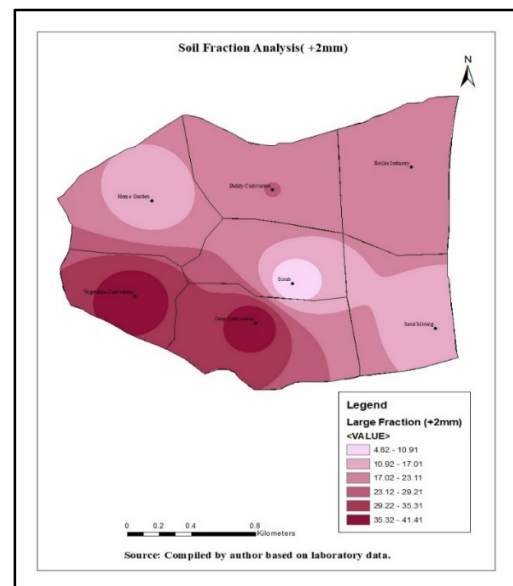 Soil Fraction Analysis( +2mm)
N
Bricks Industry
Paddy Cultivation
Home Garden
Scrub
Vegetable Cultivation
Sand Mining
Legend
Large Fraction (+2mm)
<VALUE>
4.82 - 10.91
10.92 - 17.01
17.02 - 23.11
23.12 - 29.21
29.22 - 35.31
35.32 - 41.41
0 0.2 0.4 0.8
Kilometers
Source: Compiled by author based on laboratory data.